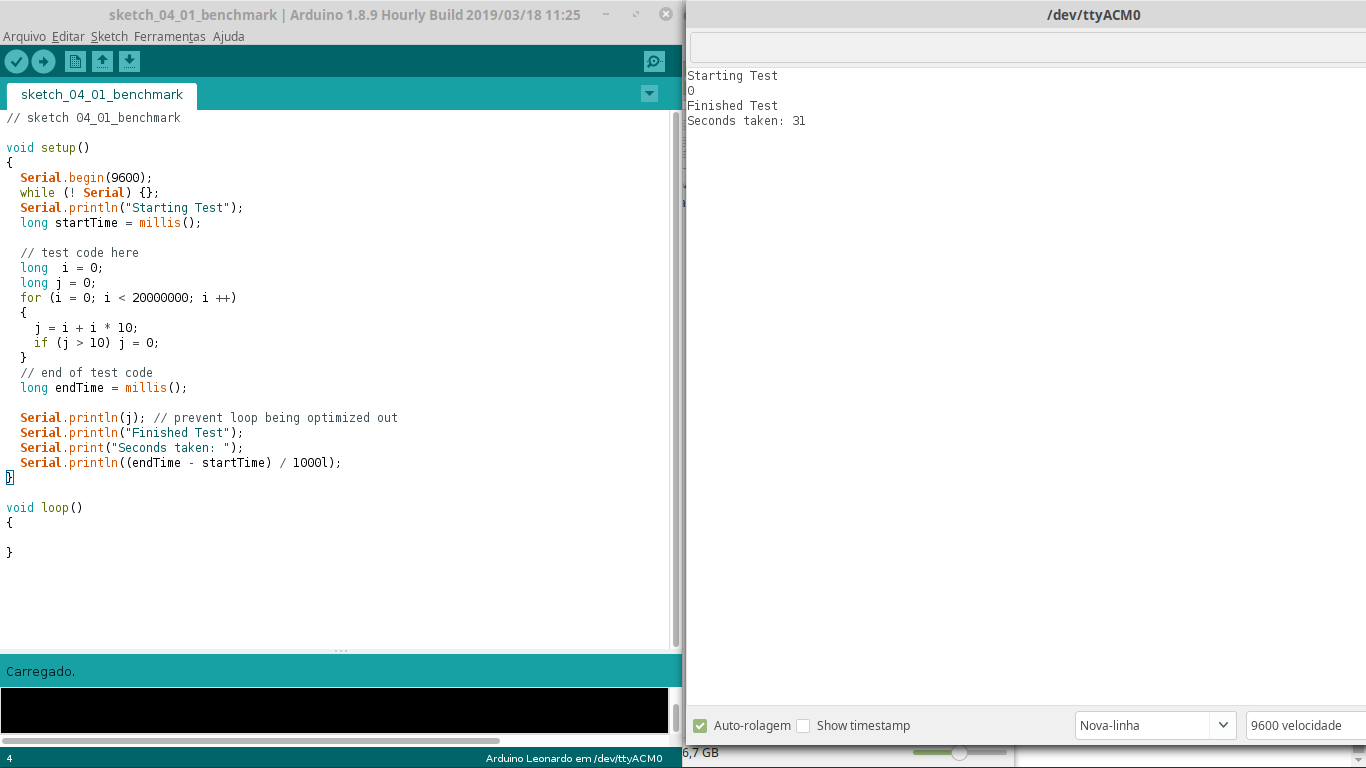 sketch_04_01_benchmark | Arduino 1.8.9 Hourly Build 2019/03/18 11:25
Arquivo Editar Sketch Ferramentas Ajuda
sketch_04_01_benchmark
// sketch 04_01_benchmark
void setup()
{
  Serial.begin(9600);
  while (! Serial) {};
  Serial.println("Starting Test");
  long startTime = millis();
  // test code here
  long  i = 0;
  long j = 0;
  for (i = 0; i < 20000000; i ++)
  {
    j = i + i * 10;
    if (j > 10) j = 0;
  }
  // end of test code
  long endTime = millis();
  Serial.println(j); // prevent loop being optimized out
  Serial.println("Finished Test");
  Serial.print("Seconds taken: ");
  Serial.println((endTime - startTime) / 1000l);
}
void loop()
{
}
Carregado.
4
Arduino Leonardo em /dev/ttyACM0
/dev/ttyACM0
Starting Test
0
Finished Test
Seconds taken: 31
Auto-rolagem Show timestamp
Nova-linha
9600 velocidade
6,7 GB